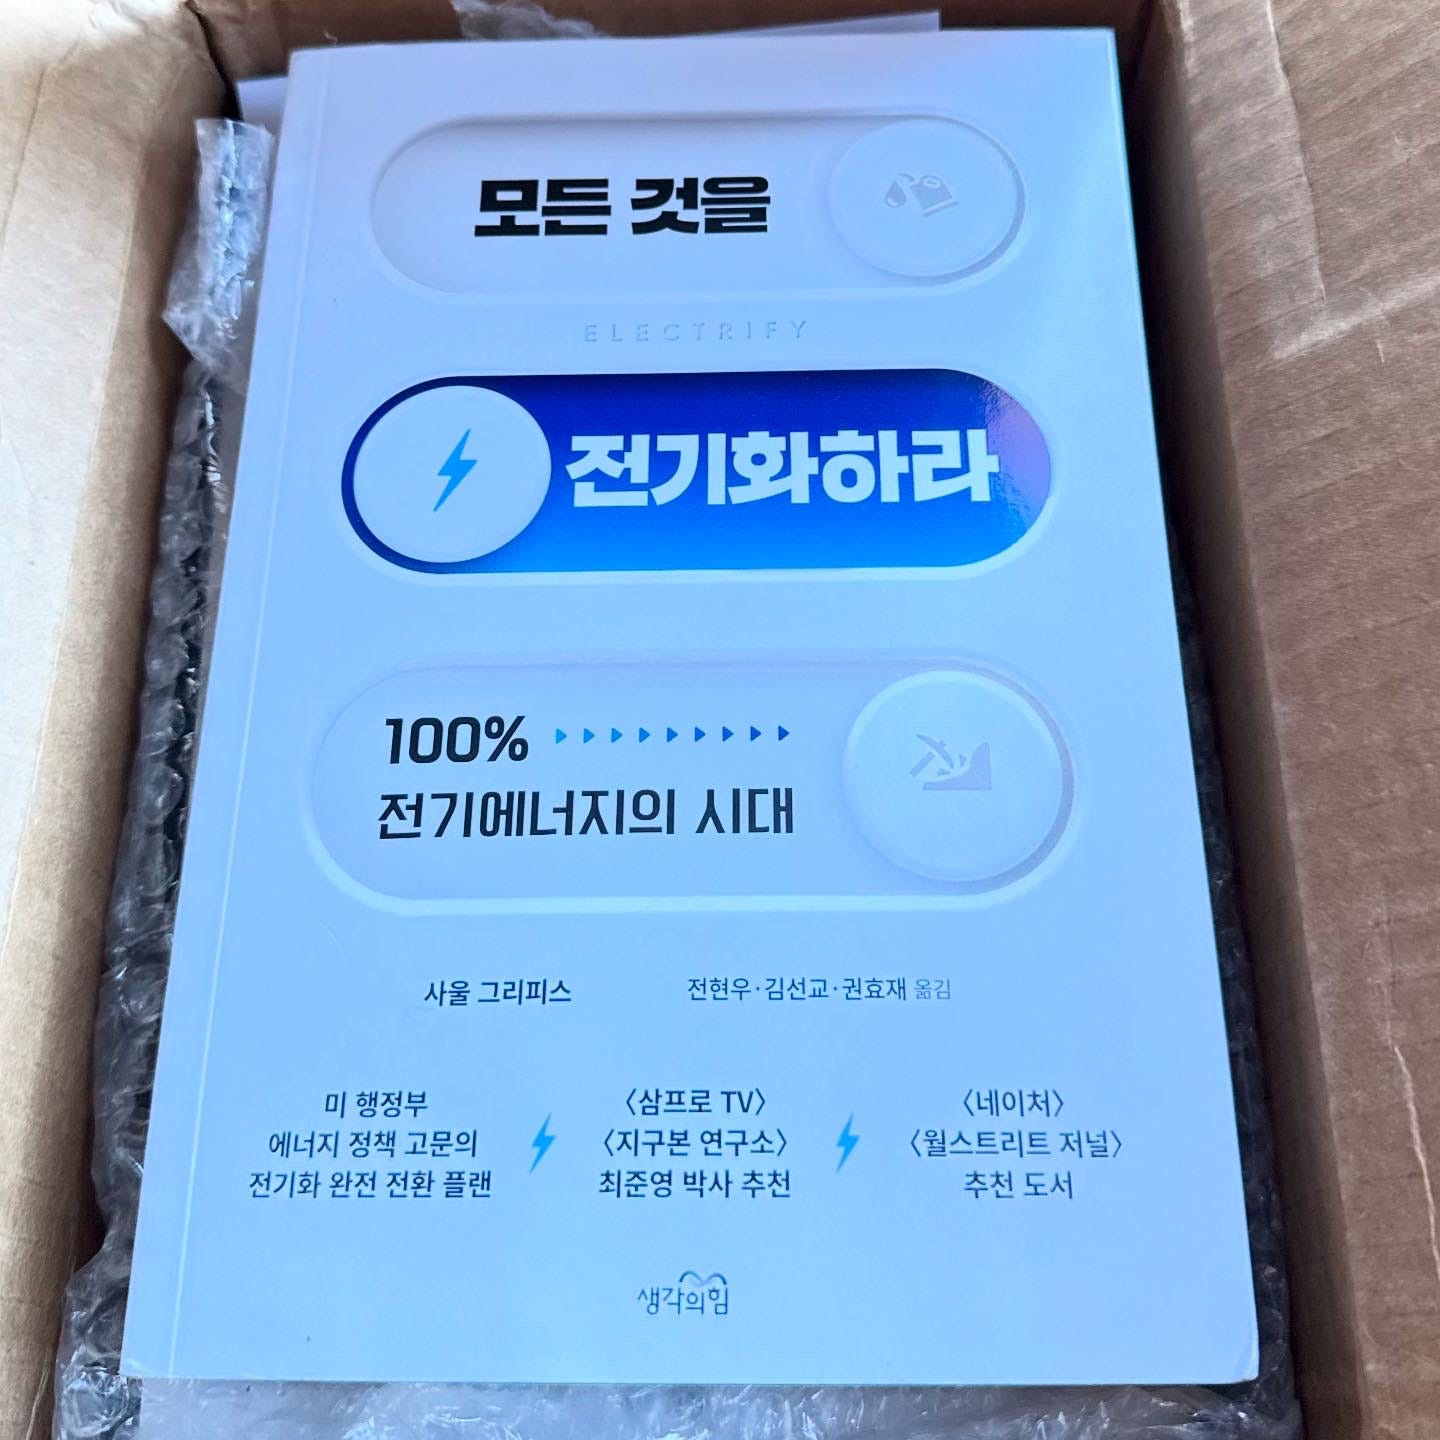 모든 것을
ELECTRIFY
전기화하라
100%
전기에너지의 시대
사울 그리피스
전현우·김선교·권효재 옮김
미 행정부
에너지 정책 고문의
전기화 완전 전환 플랜
〈삼프로 TV〉
〈지구본 연구소〉
최준영 박사 추천
〈네이처〉
〈월스트리트 저널〉
추천 도서
생각의힘